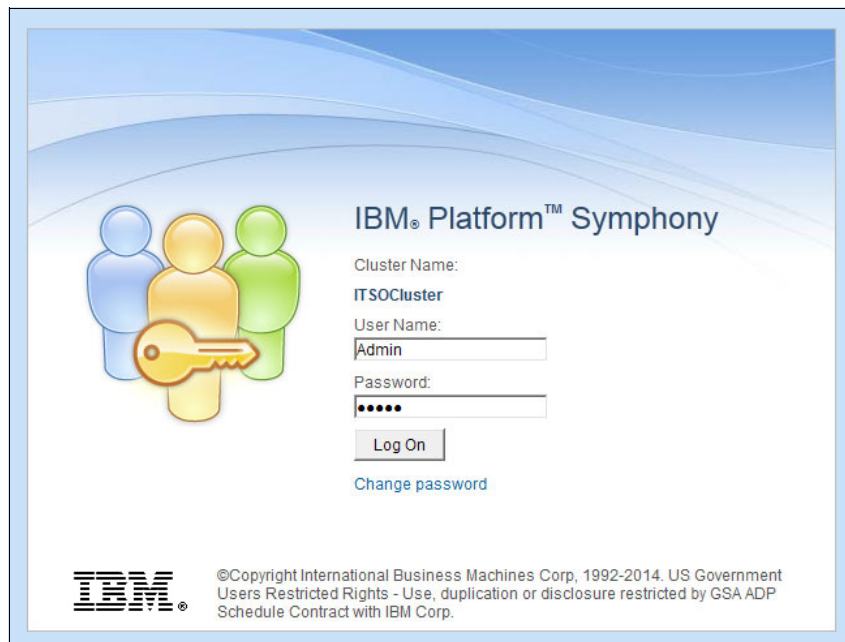 IBM® Platform™ Symphony
Cluster Name:
ITSOCluster
User Name:
Admin
Password:
●●●●●
Log On
Change password
IBM®
©Copyright International Business Machines Corp, 1992-2014. US Government
Users Restricted Rights - Use, duplication or disclosure restricted by GSA ADP
Schedule Contract with IBM Corp.